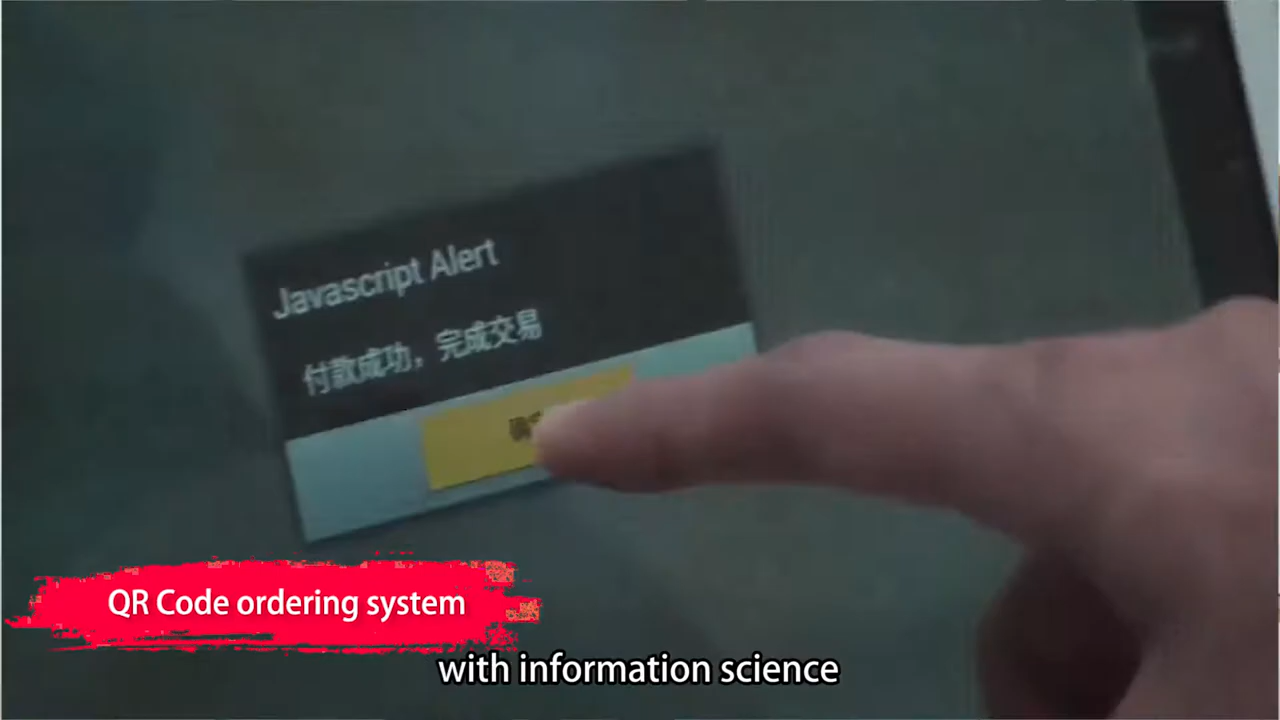 Javascript Alert
付款成功，完成交易
QR Code ordering system
with information science